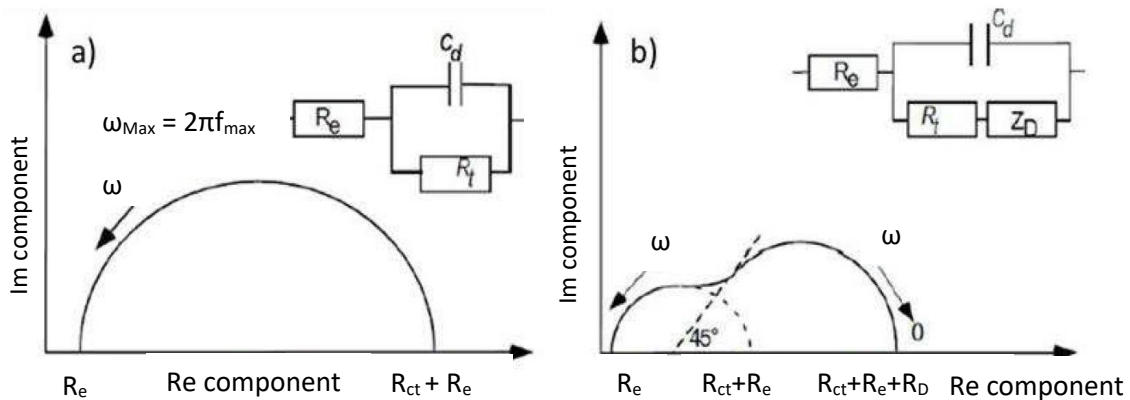 a)
C_d
R_e
R_t
ω_Max = 2πf_max
ω
Im component
R_e
Re component
R_ct + R_e
b)
C_d
R_e
R_t
Z_D
ω
ω
45°
0
Im component
R_e
R_ct+R_e
R_ct+R_e+R_D
Re component